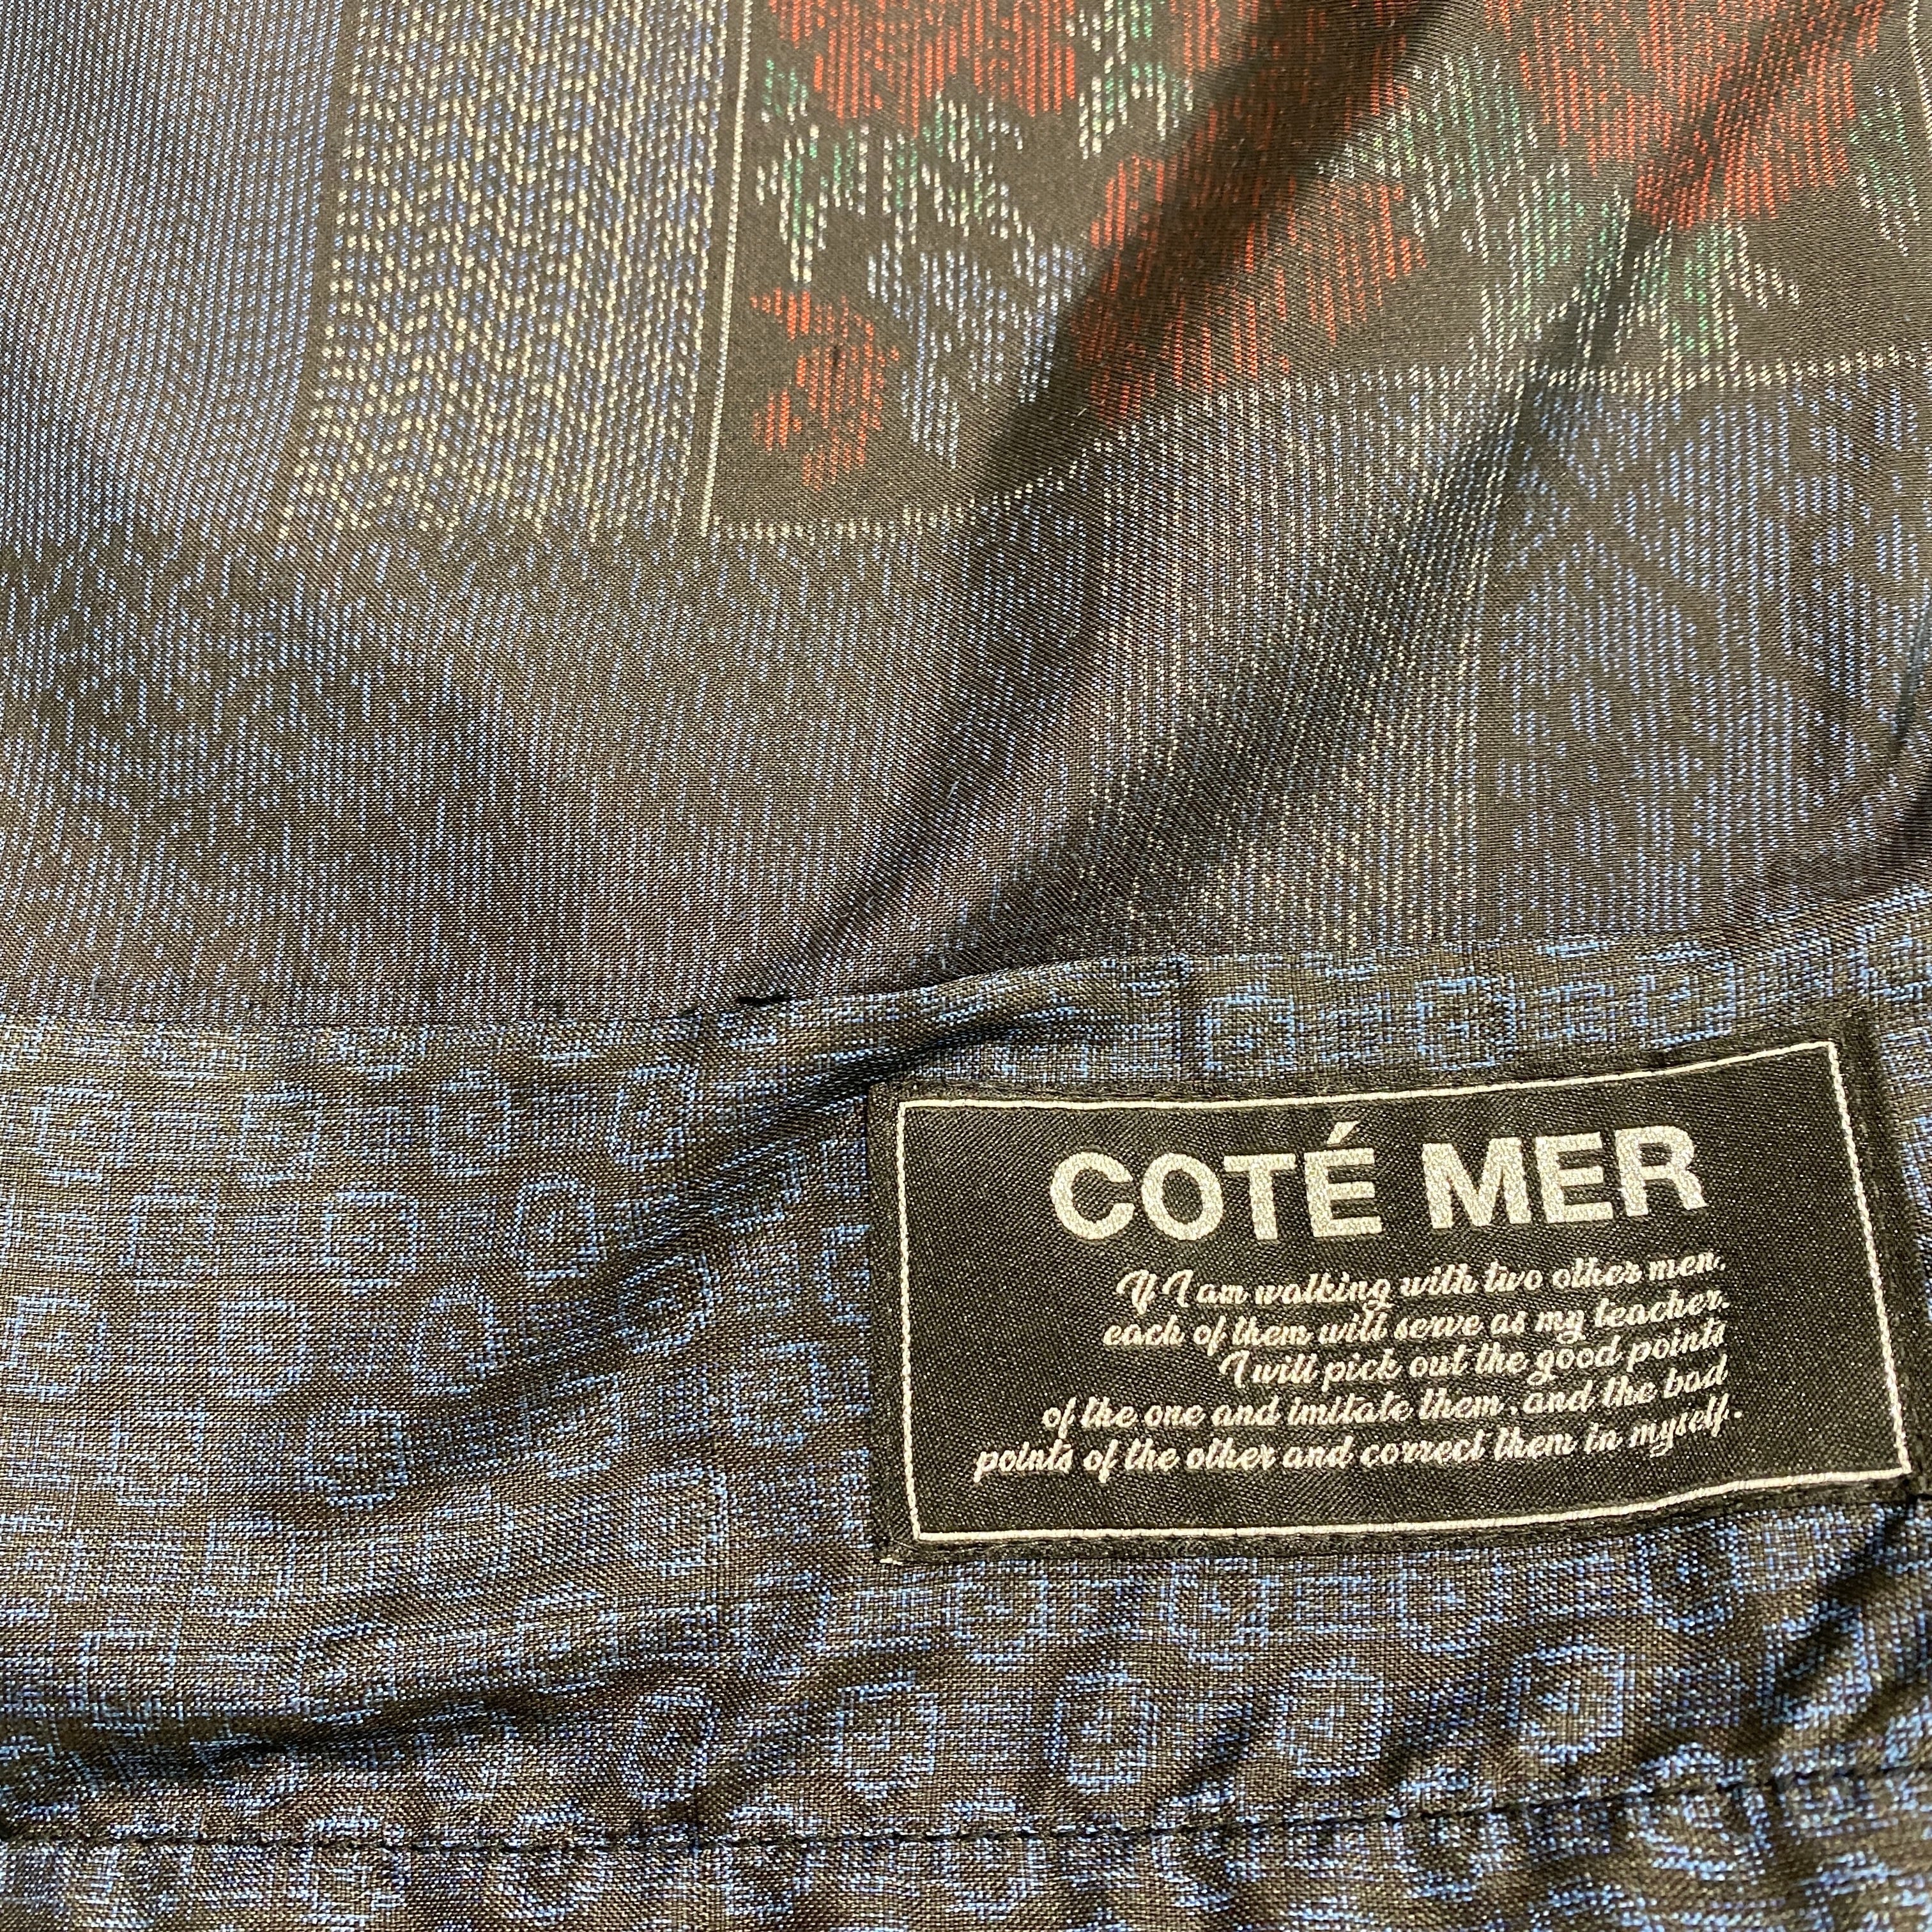 COTÉ MER
If I am walking with two other men.
each of them will serve as my teacher.
I will pick out the good points
of the one and imitate them .and the bad
points of the other and correct them in myself.